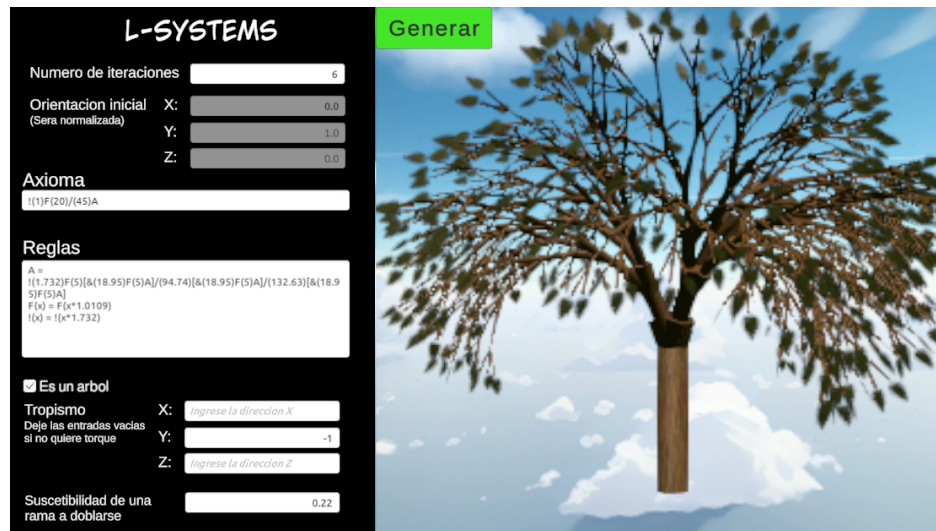 L-SYSTEMS
Generar
Numero de iteraciones 6
Orientacion inicial X: 0.0
(Sera normalizada)
Y: 1.0
Z: 0.0
Axioma
!(1)F(20)/(45)A
Reglas
A =
!(1.732)F(5)[&(18.95)F(5)A]/(94.74)[&(18.95)F(5)A]/(132.63)[&(18.9
5)F(5)A]
F(x) = F(x*1.0109)
!(x) = !(x*1.732)
Es un arbol
Tropismo X: Ingrese la direccion X
Deje las entradas vacias
si no quiere torque Y: -1
Z: Ingrese la direccion Z
Suscetibilidad de una
rama a doblarse 0.22